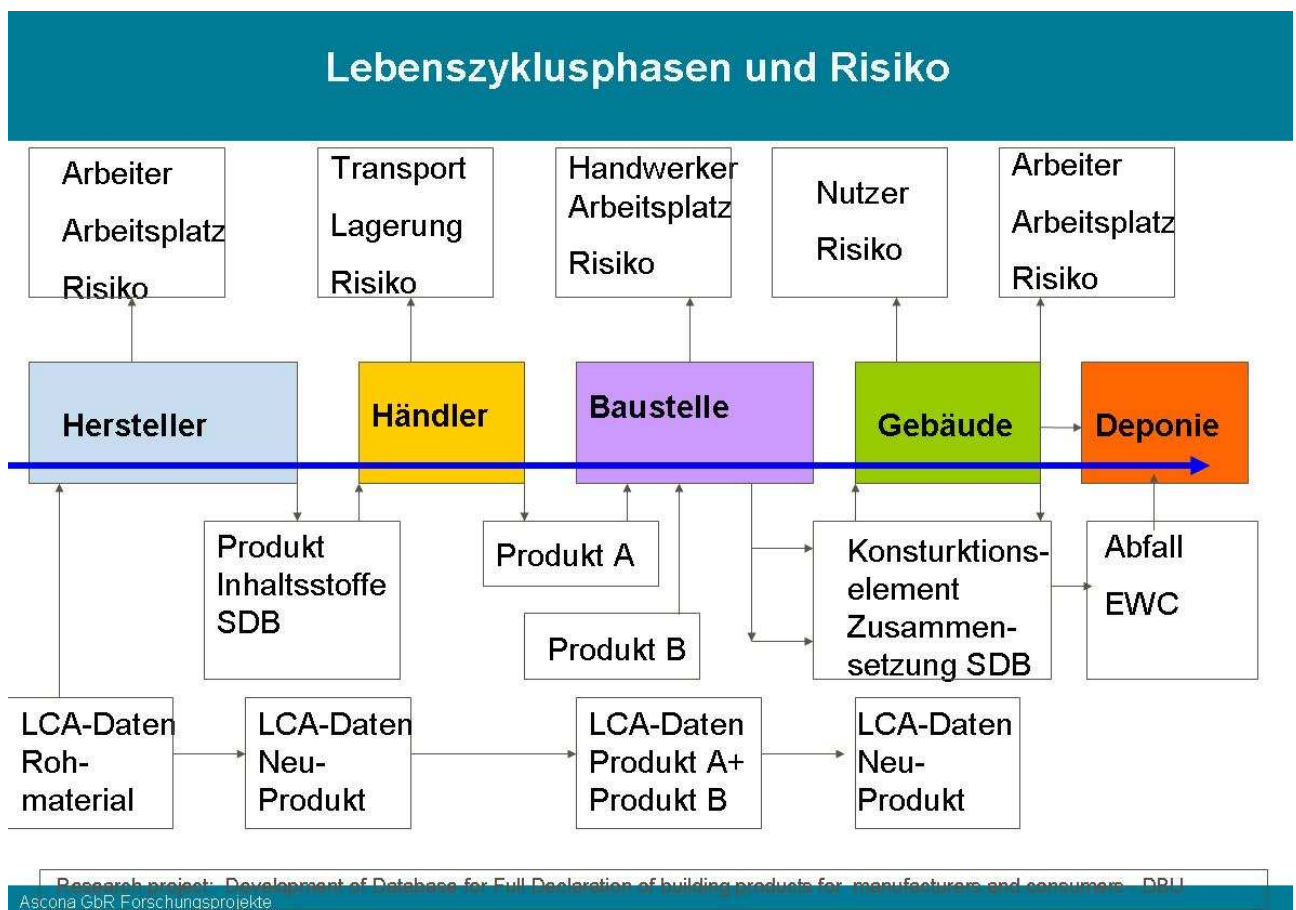 Lebenszyklusphasen und Risiko
Arbeiter
Arbeitsplatz
Risiko
Transport
Lagerung
Risiko
Handwerker
Arbeitsplatz
Risiko
Nutzer
Risiko
Arbeiter
Arbeitsplatz
Risiko
Hersteller
Händler
Baustelle
Gebäude
Deponie
Produkt
Inhaltsstoffe
SDB
Produkt A
Produkt B
Konsturktions-
element
Zusammen-
setzung SDB
Abfall
EWC
LCA-Daten
Roh-
material
LCA-Daten
Neu-
Produkt
LCA-Daten
Produkt A+
Produkt B
LCA-Daten
Neu-
Produkt
Research project: Development of Database for Full Declaration of building products for manufacturers and consumers - DBU
Ascona GbR Forschungsprojekte